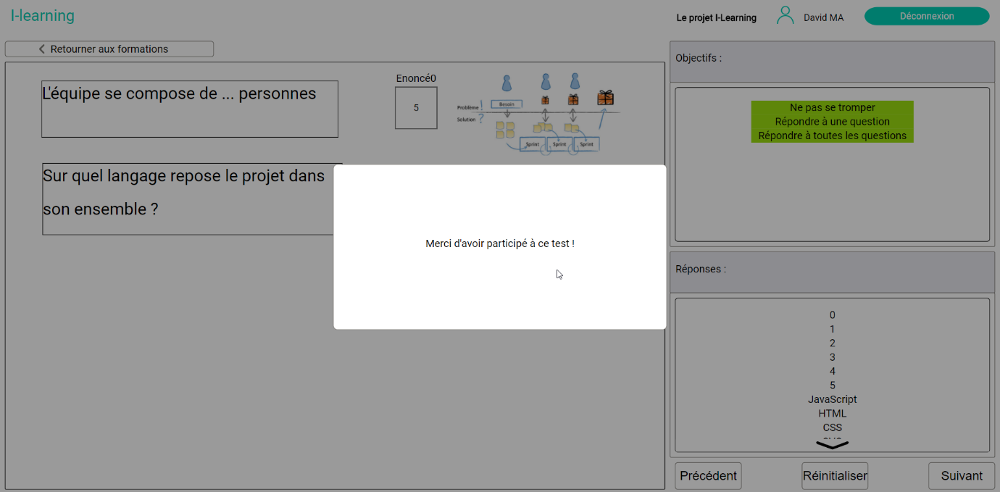 I-learning
Le projet I-Learning
David MA
Déconnexion
Retourner aux formations
L'équipe se compose de ... personnes
Enoncé0
5
Problème !
Besoin
Solution ?
Sprint
Sprint
Sprint
Sur quel langage repose le projet dans
son ensemble ?
Merci d'avoir participé à ce test !
Objectifs :
Ne pas se tromper
Répondre à une question
Répondre à toutes les questions
Réponses :
0
1
2
3
4
5
JavaScript
HTML
CSS
Précédent
Réinitialiser
Suivant